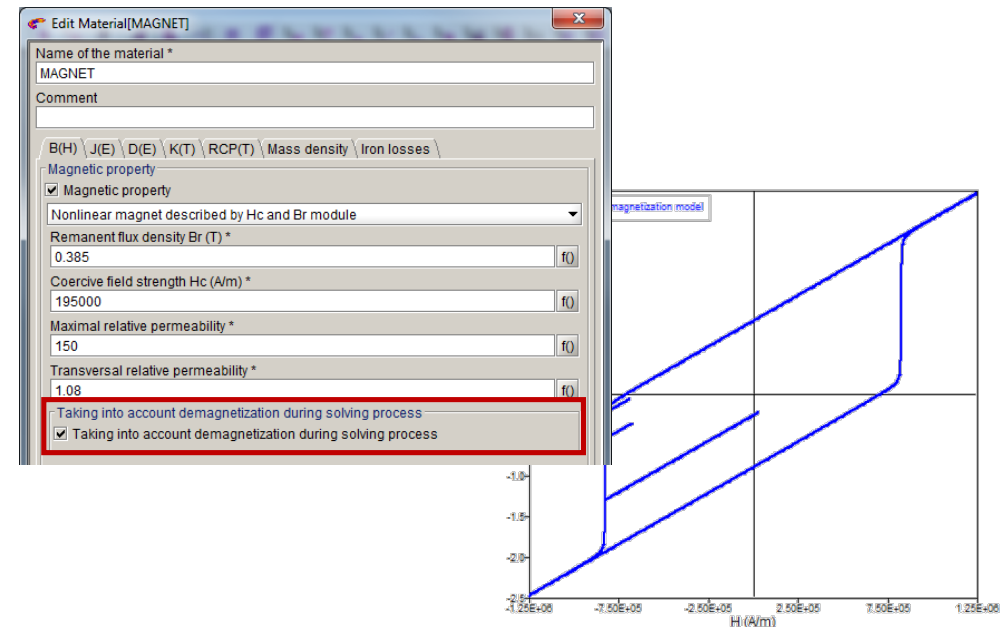 Edit Material[MAGNET]
Name of the material *
MAGNET
Comment
B(H) J(E) D(E) K(T) RCP(T) Mass density Iron losses
Magnetic property
Magnetic property
Nonlinear magnet described by Hc and Br module
Remanent flux density Br (T) *
0.385 f()
Coercive field strength Hc (A/m) *
195000 f()
Maximal relative permeability *
150 f()
Transversal relative permeability *
1.08 f()
Taking into account demagnetization during solving process
Taking into account demagnetization during solving process
magnetization model
-1.0
-1.5
-2.0
-2.5
-1.25E+06 -7.50E+05 -2.50E+05 2.50E+05 7.50E+05 1.25E+06
H (A/m)